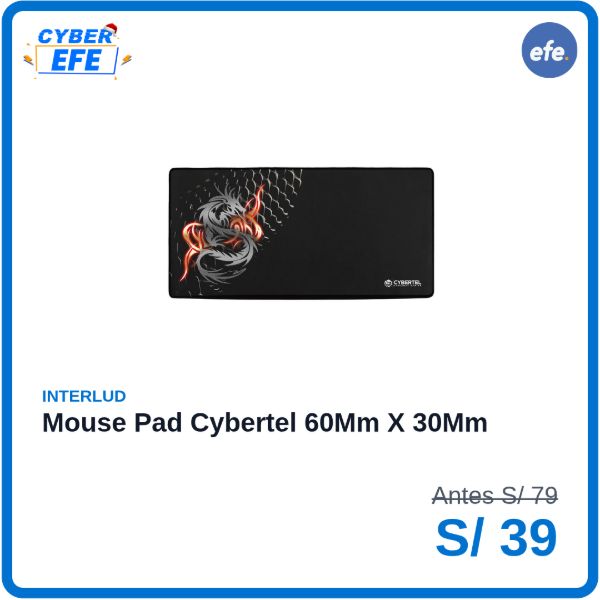 CYBER
EFE
efe.
CYBERTEL
INTERLUD
Mouse Pad Cybertel 60Mm X 30Mm
Antes S/ 79
S/ 39